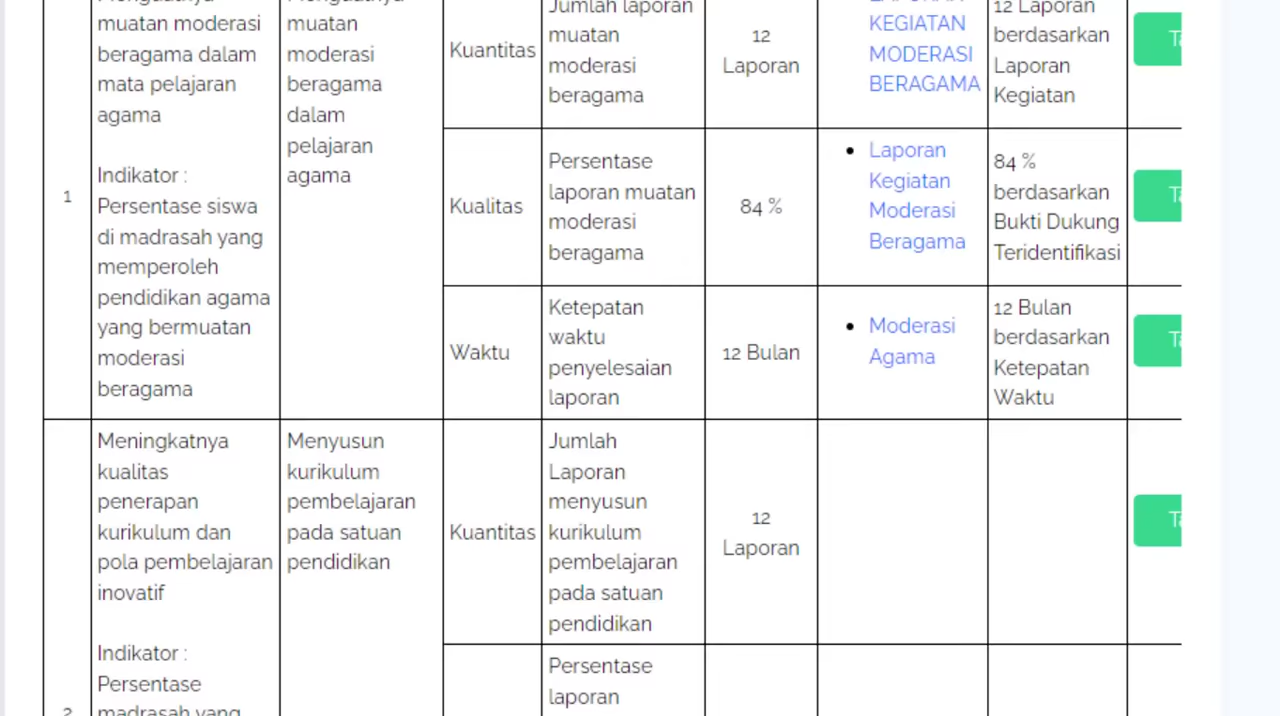 muatan moderasi
beragama dalam
mata pelajaran
agama
Indikator :
Persentase siswa
di madrasah yang
memperoleh
pendidikan agama
yang bermuatan
moderasi
beragama
1
muatan
moderasi
beragama
dalam
pelajaran
agama
Kuantitas
Jumlah laporan
muatan
moderasi
beragama
12
Laporan
KEGIATAN
MODERASI
BERAGAMA
12 Laporan
berdasarkan
Laporan
Kegiatan
Kualitas
Persentase
laporan muatan
moderasi
beragama
84 %
Laporan
Kegiatan
Moderasi
Beragama
84 %
berdasarkan
Bukti Dukung
Teridentifikasi
Waktu
Ketepatan
waktu
penyelesaian
laporan
12 Bulan
Moderasi
Agama
12 Bulan
berdasarkan
Ketepatan
Waktu
Meningkatnya
kualitas
penerapan
kurikulum dan
pola pembelajaran
inovatif
Indikator :
Persentase
madrasah yang
2
Menyusun
kurikulum
pembelajaran
pada satuan
pendidikan
Kuantitas
Jumlah
Laporan
menyusun
kurikulum
pembelajaran
pada satuan
pendidikan
12
Laporan
Persentase
laporan